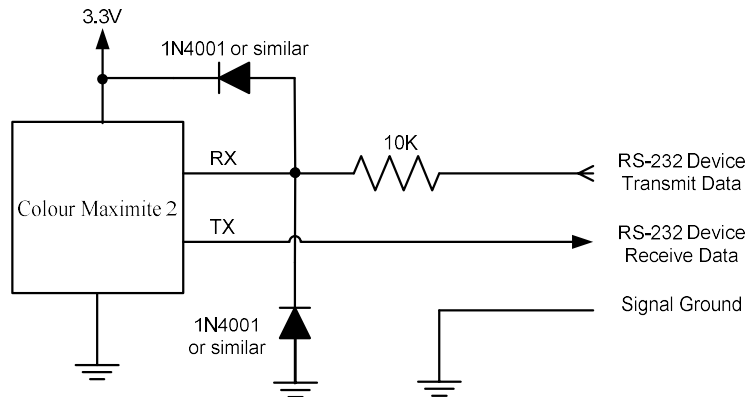 3.3V
1N4001 or similar
10K
RX
RS-232 Device
Transmit Data
Colour Maximite 2
TX
RS-232 Device
Receive Data
1N4001
or similar
Signal Ground